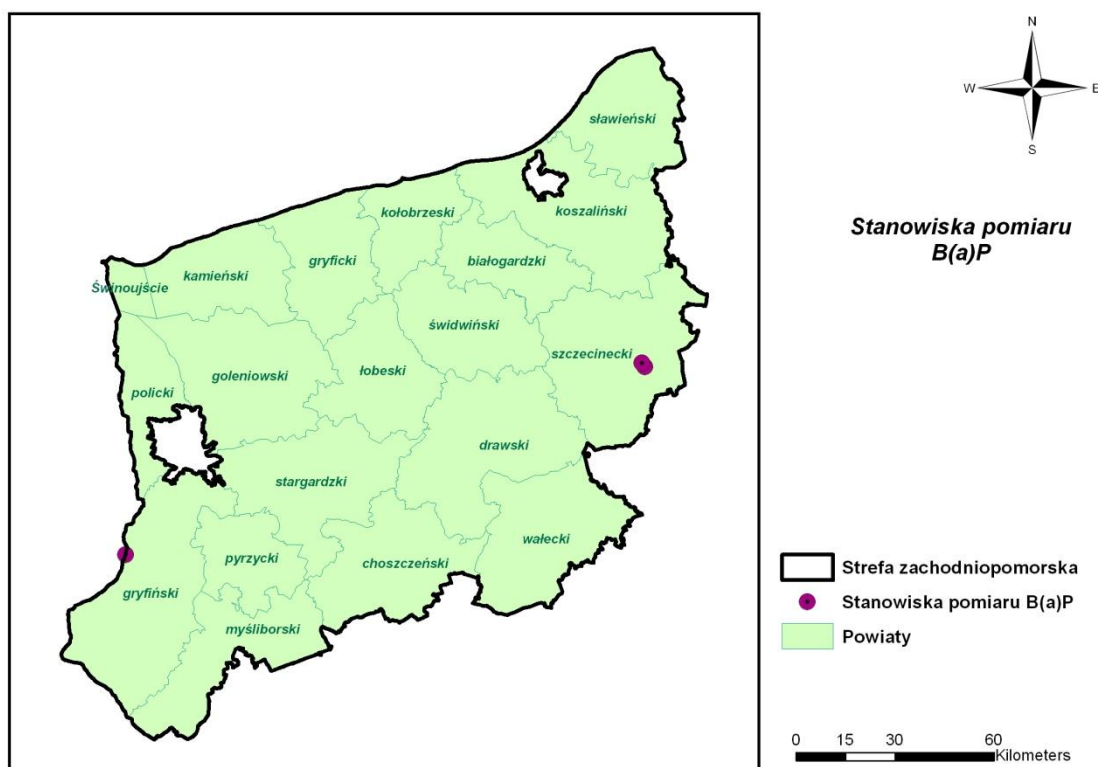 N
W E
S
Stanowiska pomiaru
B(a)P
sławieński
koszaliński
kołobrzeski
białogardzki
gryficki
kamieński
Świnoujście
świdwiński
szczecinecki
łobeski
goleniowski
policki
drawski
stargardzki
wałecki
choszczeński
pyrzycki
gryfiński
myśliborski
Strefa zachodniopomorska
Stanowiska pomiaru B(a)P
Powiaty
0 15 30 60
Kilometers